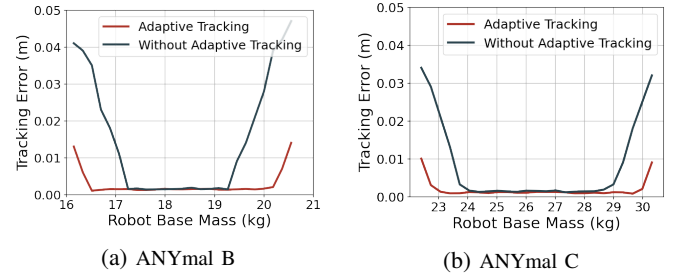 0.05
0.04
0.03
0.02
0.01
0.00
Tracking Error (m)
Adaptive Tracking
Without Adaptive Tracking
16 17 18 19 20 21
Robot Base Mass (kg)
(a) ANYmal B
0.05
0.04
0.03
0.02
0.01
0.00
Tracking Error (m)
Adaptive Tracking
Without Adaptive Tracking
23 24 25 26 27 28 29 30
Robot Base Mass (kg)
(b) ANYmal C